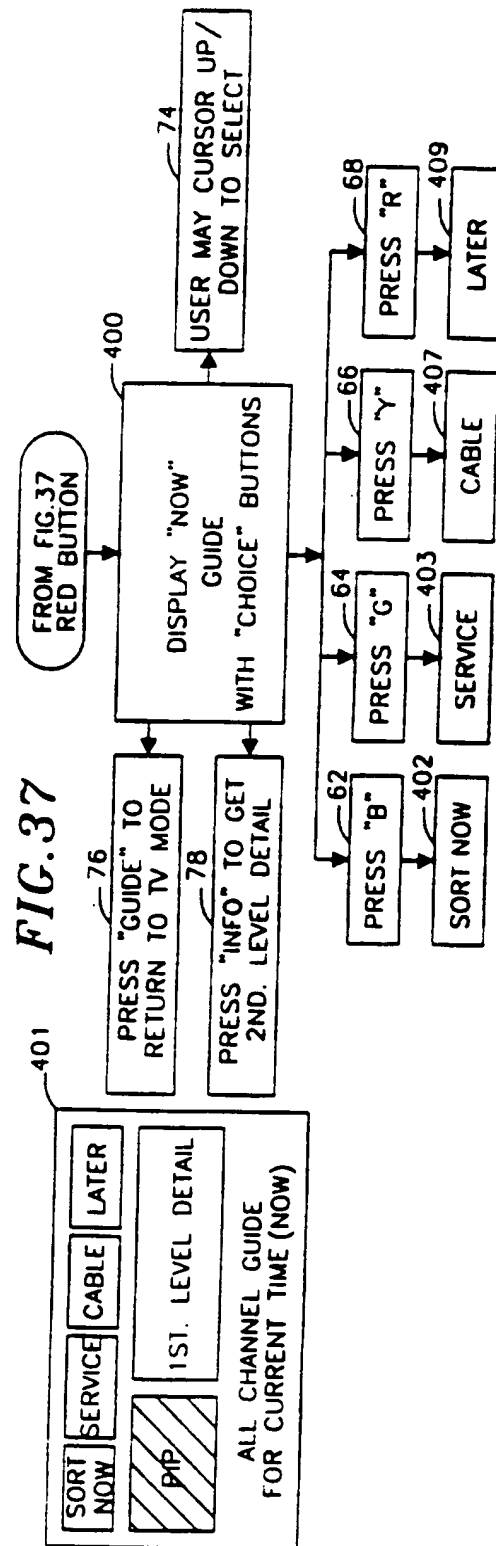 FIG.37
401
SORT
NOW
SERVICE
CABLE
LATER
PIP
1ST. LEVEL DETAIL
ALL CHANNEL GUIDE
FOR CURRENT TIME (NOW)
FROM FIG.37
RED BUTTON
400
DISPLAY "NOW"
GUIDE
WITH "CHOICE" BUTTONS
76
PRESS "GUIDE" TO
RETURN TO TV MODE
78
PRESS "INFO" TO GET
2ND. LEVEL DETAIL
74
USER MAY CURSOR UP/
DOWN TO SELECT
62
PRESS "B"
402
SORT NOW
64
PRESS "G"
403
SERVICE
66
PRESS "Y"
407
CABLE
68
PRESS "R"
409
LATER